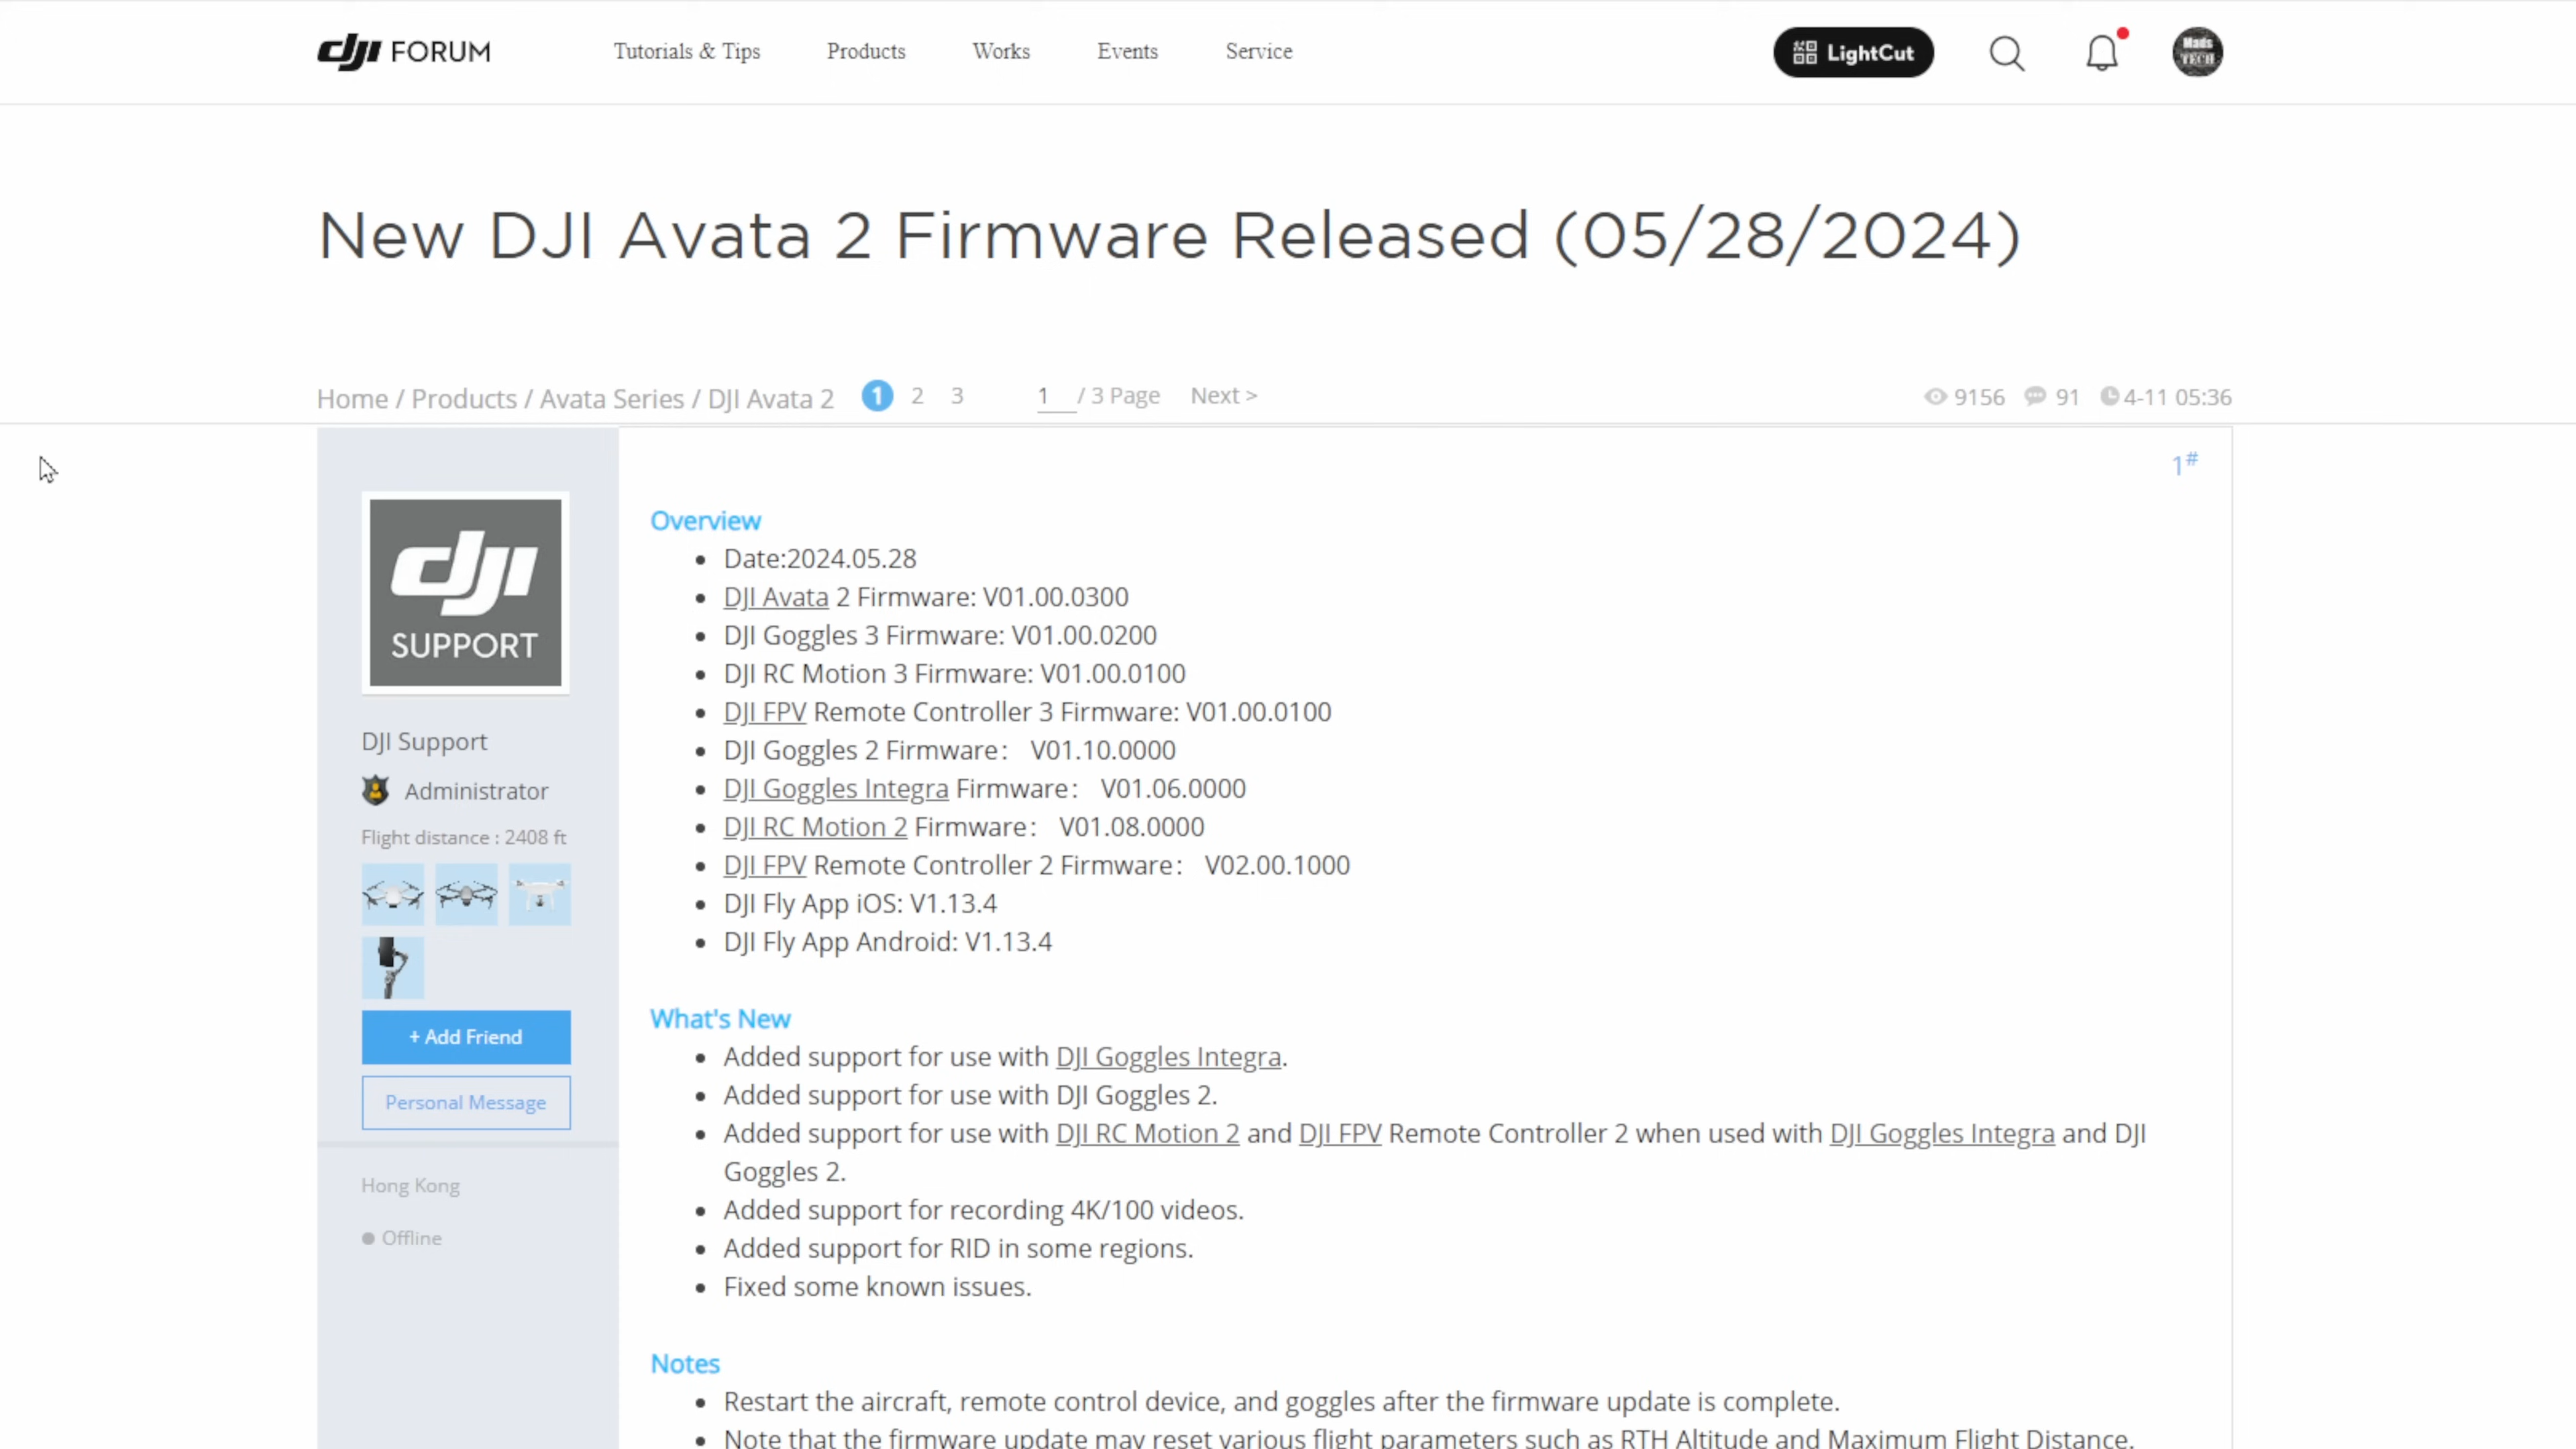 dji FORUM Tutorials & Tips Products Works Events Service LightCut Mads TECH
New DJI Avata 2 Firmware Released (05/28/2024)
Home / Products / Avata Series / DJI Avata 2 1 2 3 1 / 3 Page Next > 9156 91 4-11 05:36
1#
dji
SUPPORT
DJI Support
Administrator
Flight distance : 2408 ft
+ Add Friend
Personal Message
Hong Kong
Offline
Overview
• Date:2024.05.28
• DJI Avata 2 Firmware: V01.00.0300
• DJI Goggles 3 Firmware: V01.00.0200
• DJI RC Motion 3 Firmware: V01.00.0100
• DJI FPV Remote Controller 3 Firmware: V01.00.0100
• DJI Goggles 2 Firmware： V01.10.0000
• DJI Goggles Integra Firmware： V01.06.0000
• DJI RC Motion 2 Firmware： V01.08.0000
• DJI FPV Remote Controller 2 Firmware： V02.00.1000
• DJI Fly App iOS: V1.13.4
• DJI Fly App Android: V1.13.4
What's New
• Added support for use with DJI Goggles Integra.
• Added support for use with DJI Goggles 2.
• Added support for use with DJI RC Motion 2 and DJI FPV Remote Controller 2 when used with DJI Goggles Integra and DJI
Goggles 2.
• Added support for recording 4K/100 videos.
• Added support for RID in some regions.
• Fixed some known issues.
Notes
• Restart the aircraft, remote control device, and goggles after the firmware update is complete.
• Note that the firmware update may reset various flight parameters such as RTH Altitude and Maximum Flight Distance.